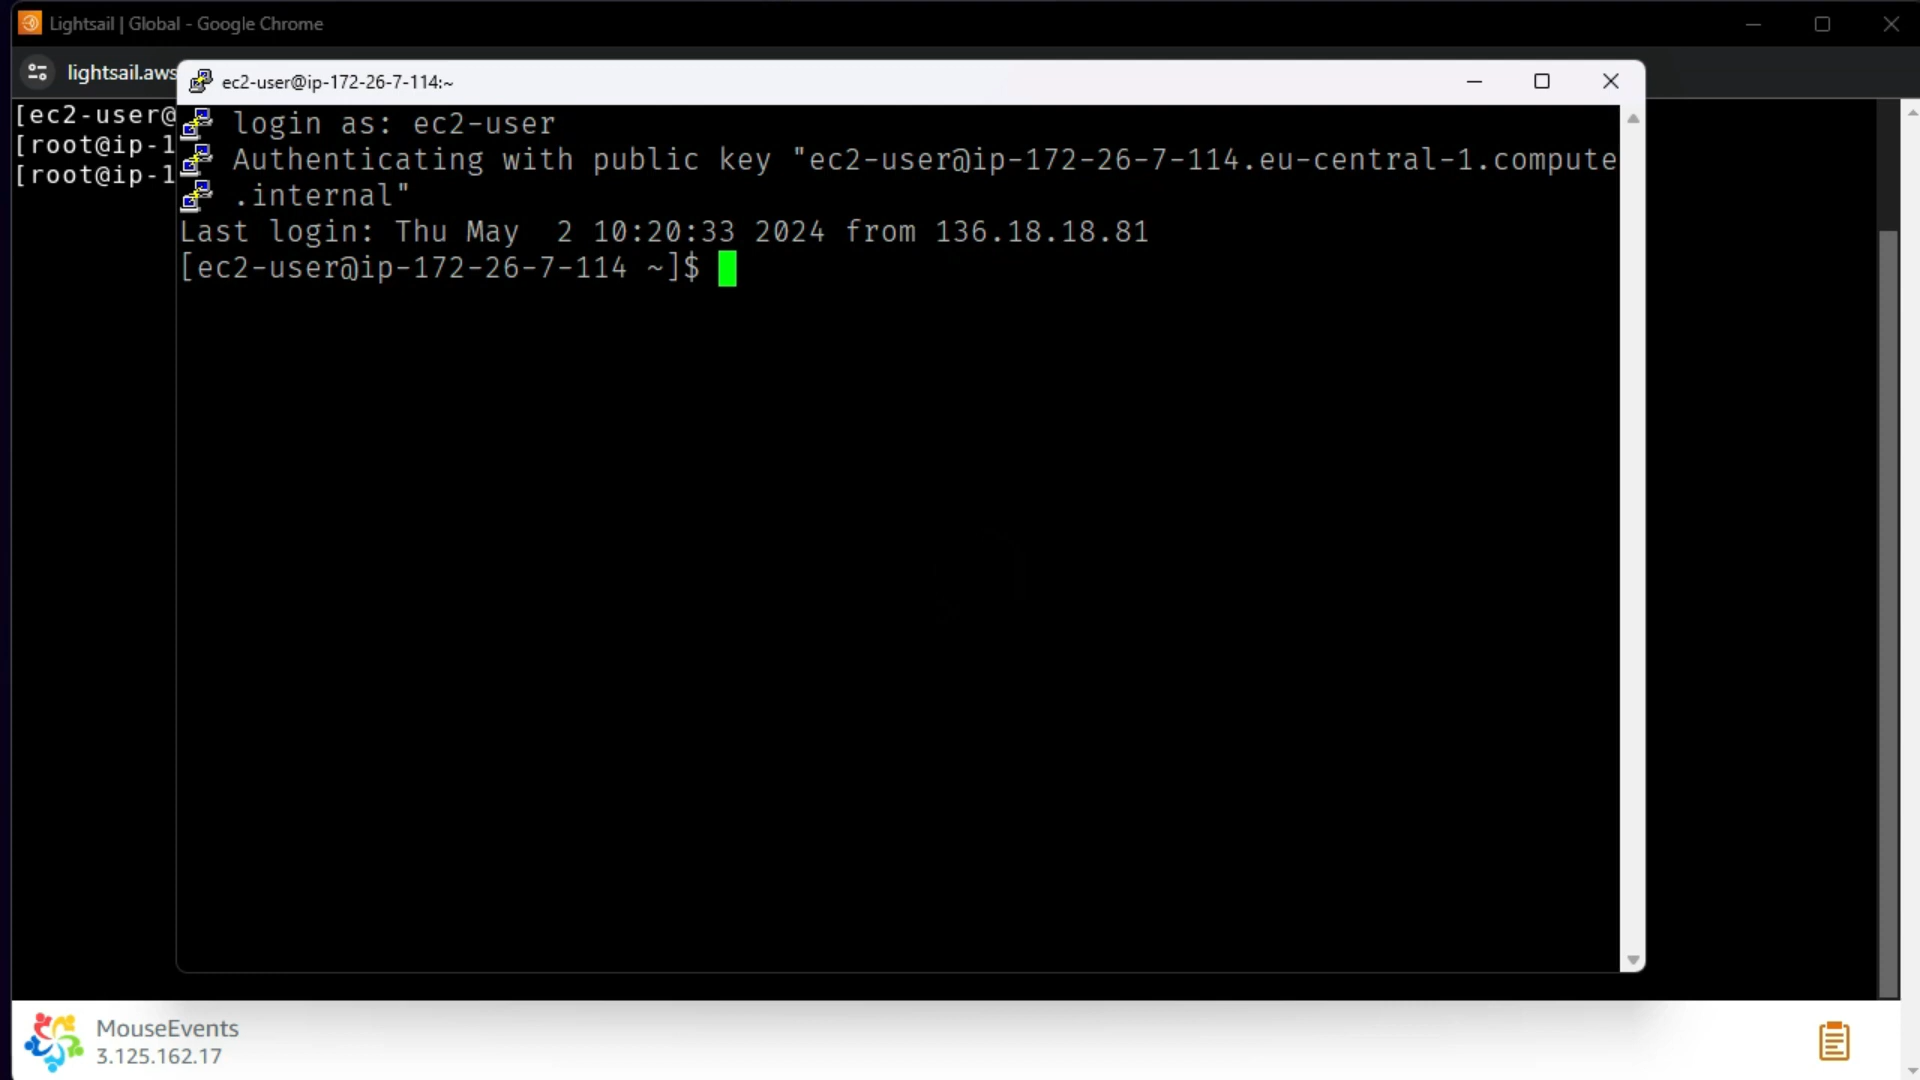 Lightsail | Global - Google Chrome
lightsail.aws
[ec2-user@
[root@ip-1
[root@ip-1
ec2-user@ip-172-26-7-114:~
login as: ec2-user
Authenticating with public key "ec2-user@ip-172-26-7-114.eu-central-1.compute
.internal"
Last login: Thu May  2 10:20:33 2024 from 136.18.18.81
[ec2-user@ip-172-26-7-114 ~]$
MouseEvents
3.125.162.17